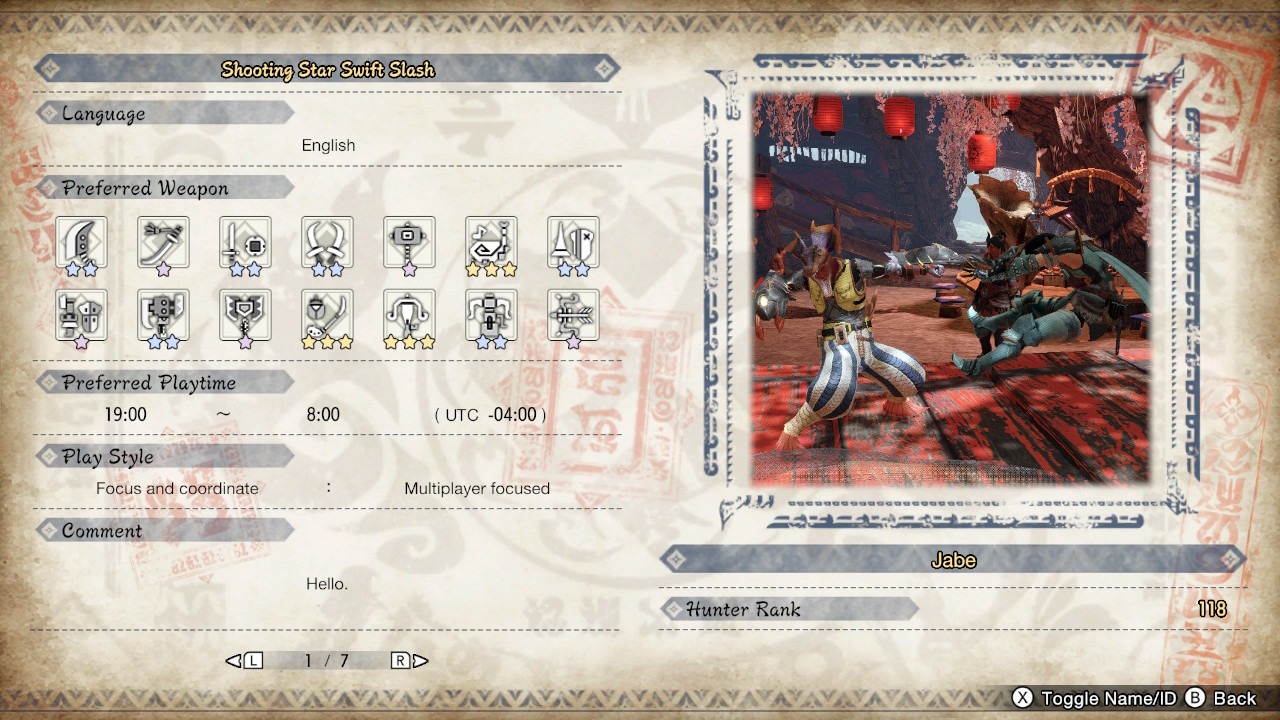 Shooting Star Swift Slash
Language
English
Preferred Weapon
Preferred Playtime
19:00 ~ 8:00 ( UTC -04:00 )
Play Style
Focus and coordinate : Multiplayer focused
Comment
Hello.
L 1 / 7 R
Jabe
Hunter Rank 118
X Toggle Name/ID B Back